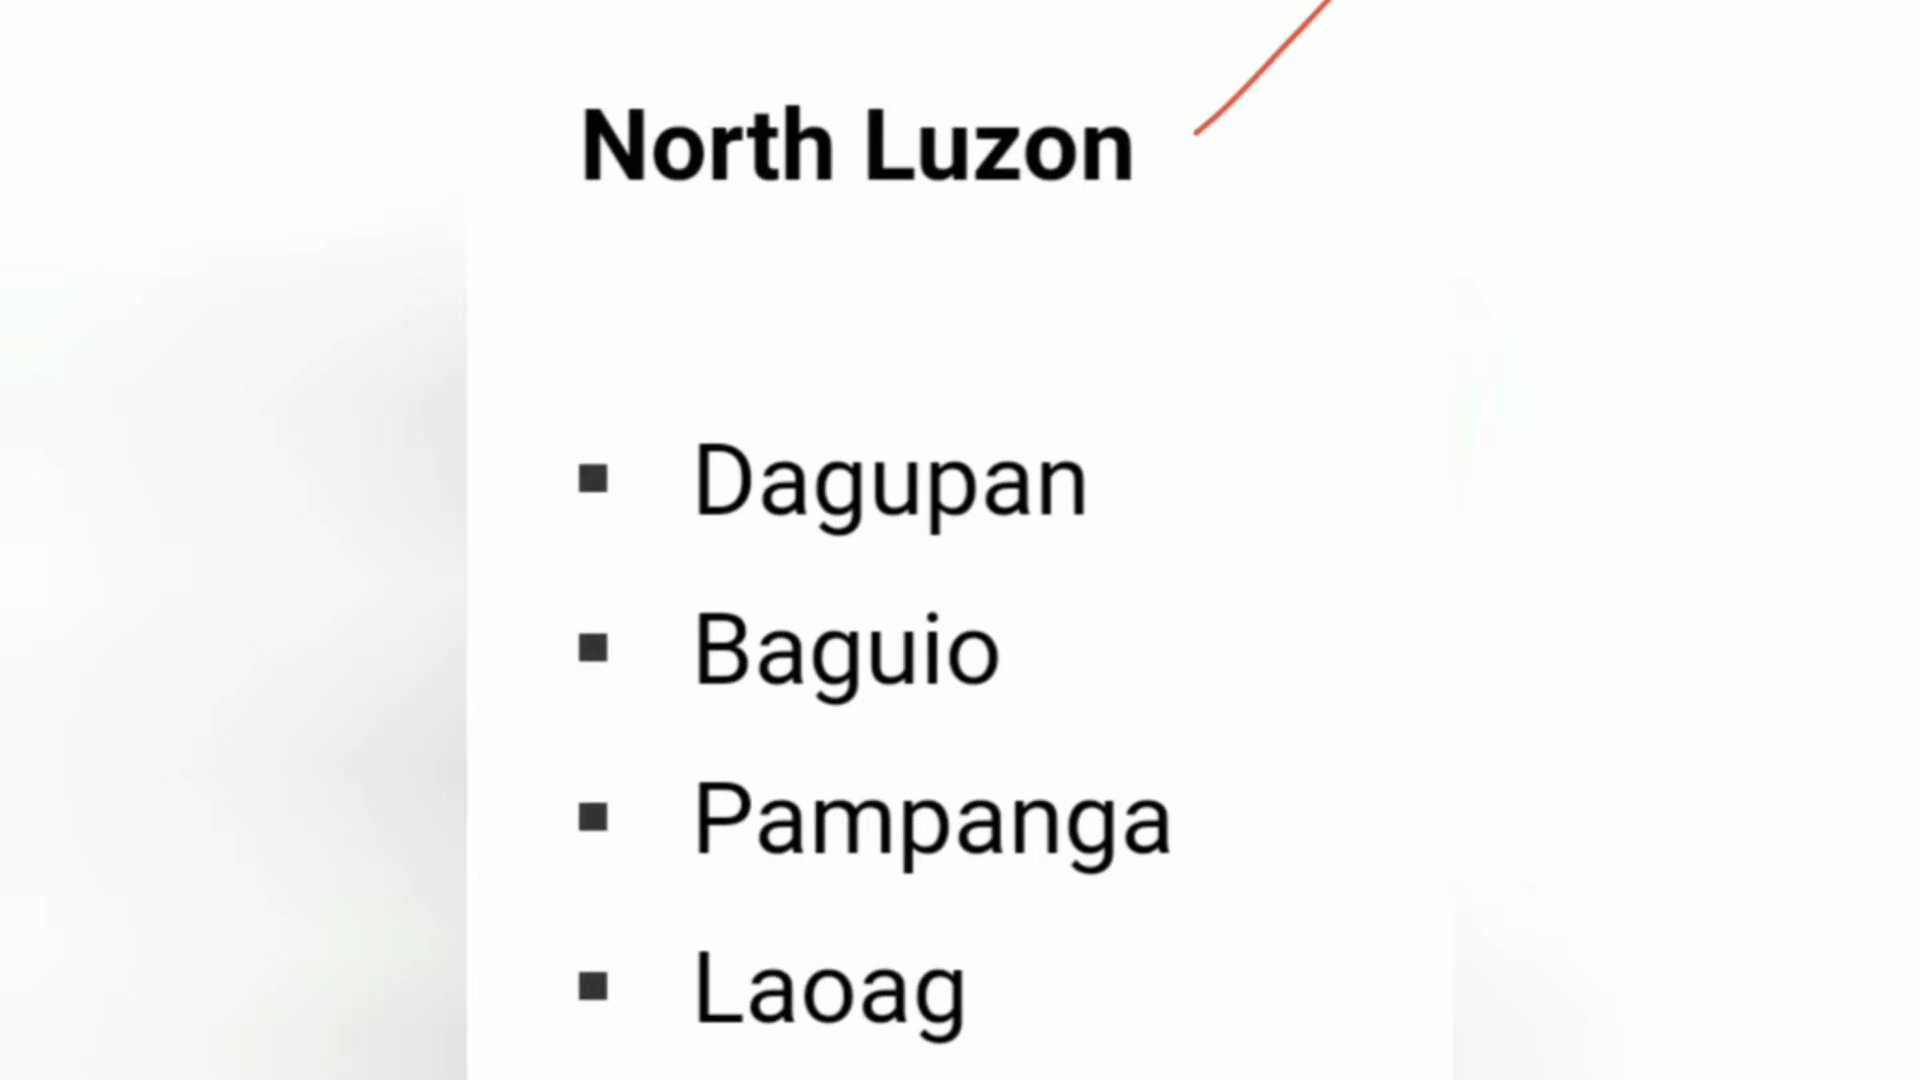 North Luzon
▪ Dagupan
▪ Baguio
▪ Pampanga
▪ Laoag